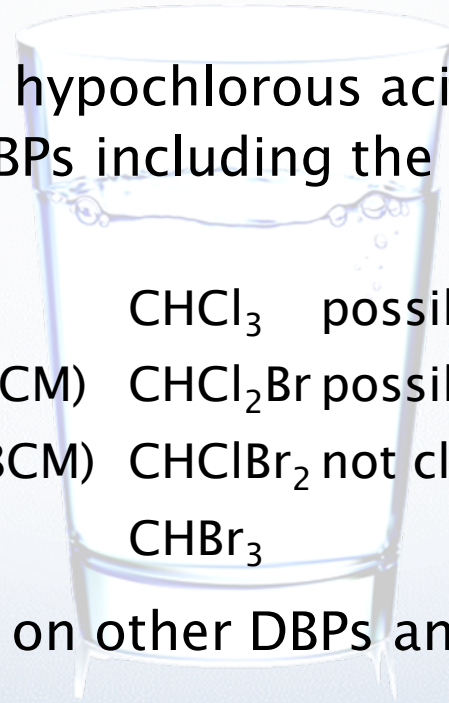 hypochlorous aci
BPs including the
CHCl₃ possil
CM) CHCl₂Br possil
BCM) CHClBr₂ not cl
CHBr₃
on other DBPs an